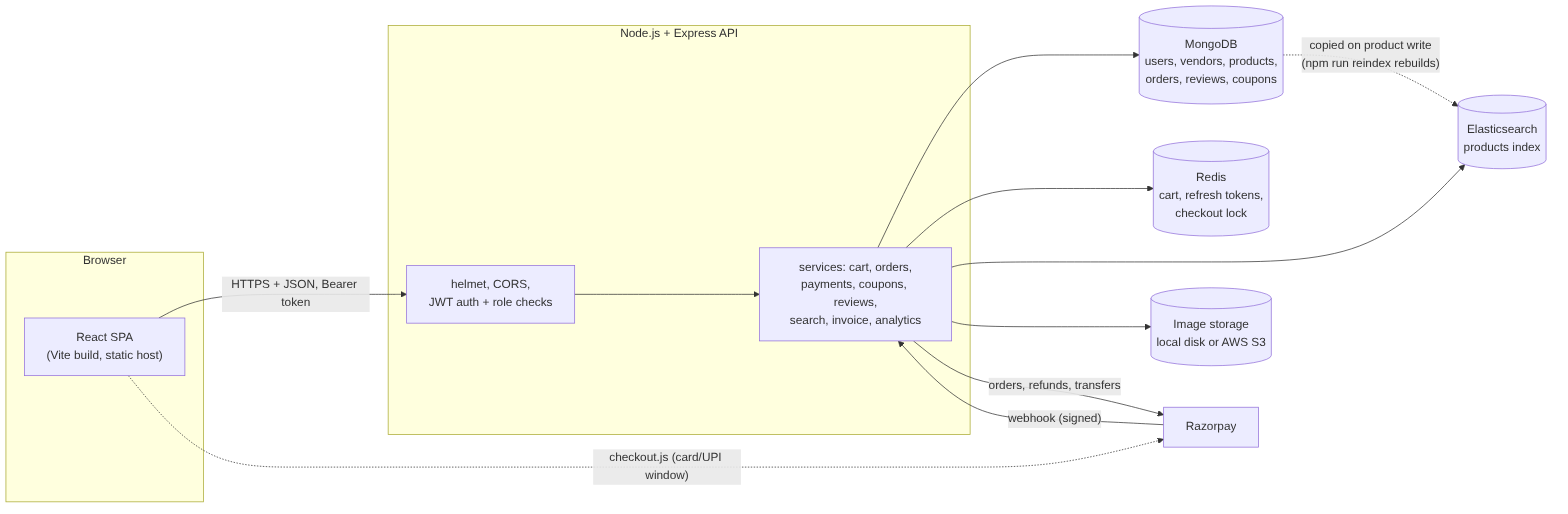 Browser
React SPA
(Vite build, static host)
HTTPS + JSON, Bearer
token
Node.js + Express API
helmet, CORS,
JWT auth + role checks
services: cart, orders,
payments, coupons,
reviews,
search, invoice, analytics
MongoDB
users, vendors, products,
orders, reviews, coupons
copied on product write
(npm run reindex rebuilds)
Elasticsearch
products index
Redis
cart, refresh tokens,
checkout lock
Image storage
local disk or AWS S3
orders, refunds, transfers
webhook (signed)
Razorpay
checkout.js (card/UPI
window)